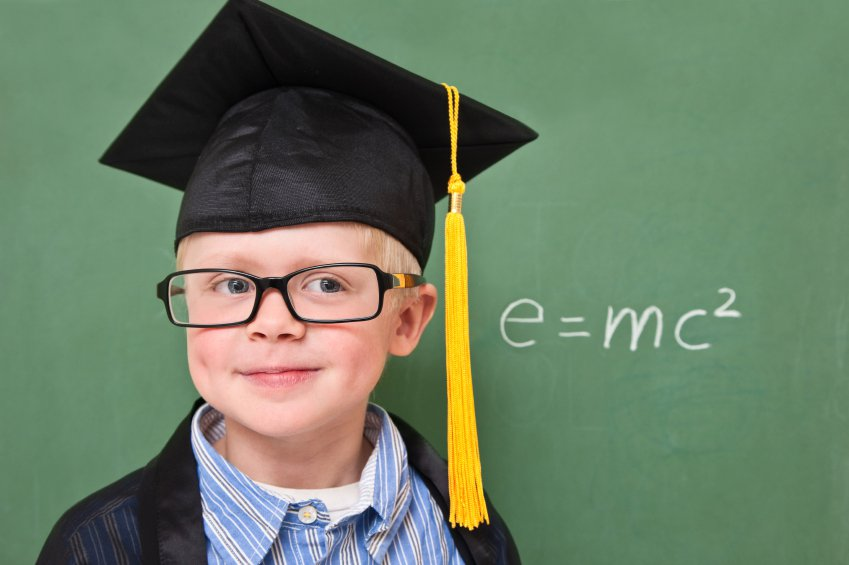 e = mc²